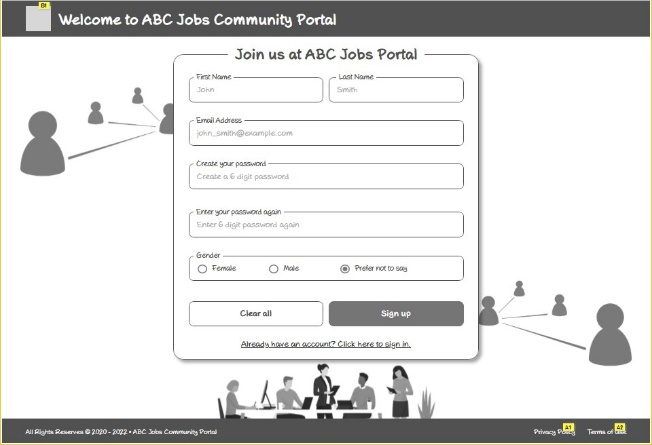 B1
Welcome to ABC Jobs Community Portal
Join us at ABC Jobs Portal
First Name
Last Name
John
Smith
Email Address
john_smith@example.com
Create your password
Create a 6 digit password
Enter your password again
Enter 6 digit password again
Gender
Female
Male
Prefer not to say
Clear all
Sign up
Already have an account? Click here to sign in.
A1
A2
All Rights Reserves © 2020 - 2022 • ABC Jobs Community Portal
Privacy
Terms of